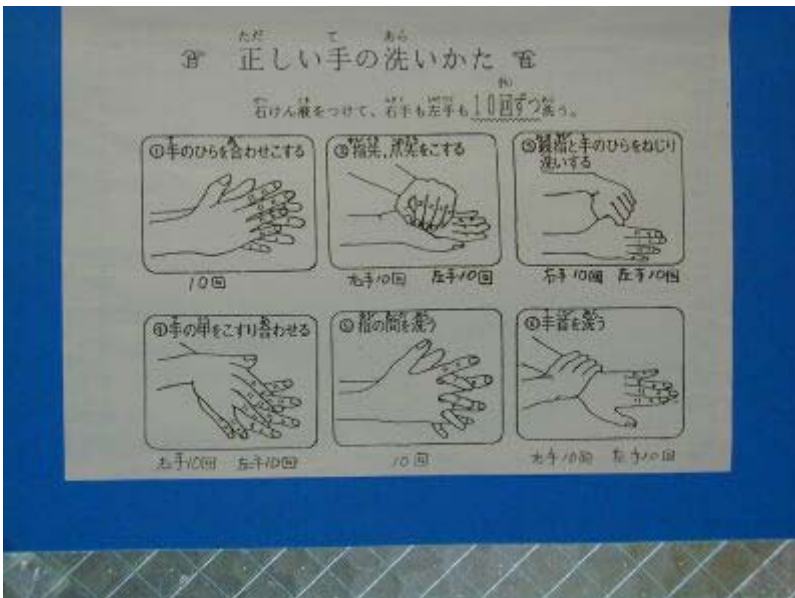 ただ て あら
正しい手の洗いかた
石けん液をつけて、右手も左手も10回ずつ洗う。
①手のひらを合わせこする
10回
②指先、爪先をこする
右手10回 左手10回
③親指と手のひらをねじり
洗いする
右手10回 左手10回
④手の甲をこすり合わせる
右手10回 左手10回
⑤指の間を洗う
10回
⑥手首を洗う
右手10回 左手10回